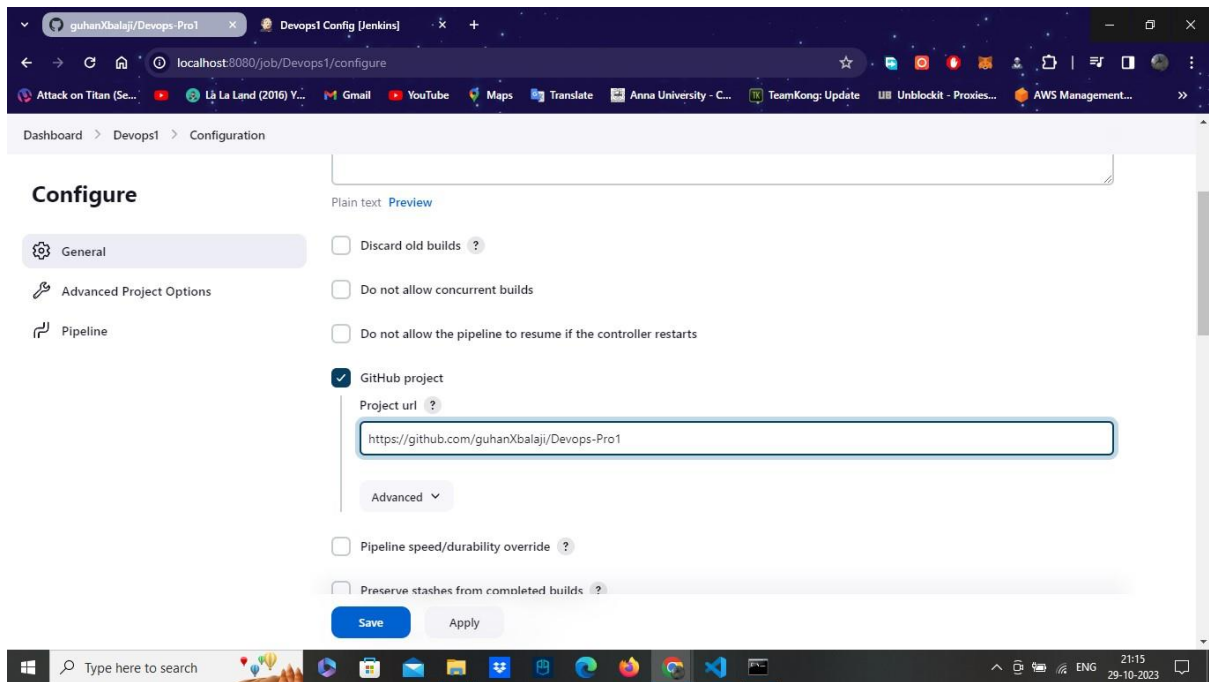 guhanXbalaji/Devops-Pro1
Devops1 Config [Jenkins]
localhost:8080/job/Devops1/configure
Attack on Titan (Se... La La Land (2016) Y... Gmail YouTube Maps Translate Anna University - C... TeamKong: Update Unblockit - Proxies... AWS Management... »
Dashboard > Devops1 > Configuration
Configure
General
Advanced Project Options
Pipeline
Plain text Preview
Discard old builds ?
Do not allow concurrent builds
Do not allow the pipeline to resume if the controller restarts
GitHub project
Project url ?
https://github.com/guhanXbalaji/Devops-Pro1
Advanced
Pipeline speed/durability override ?
Preserve stashes from completed builds ?
Save Apply
Type here to search
ENG
21:15
29-10-2023